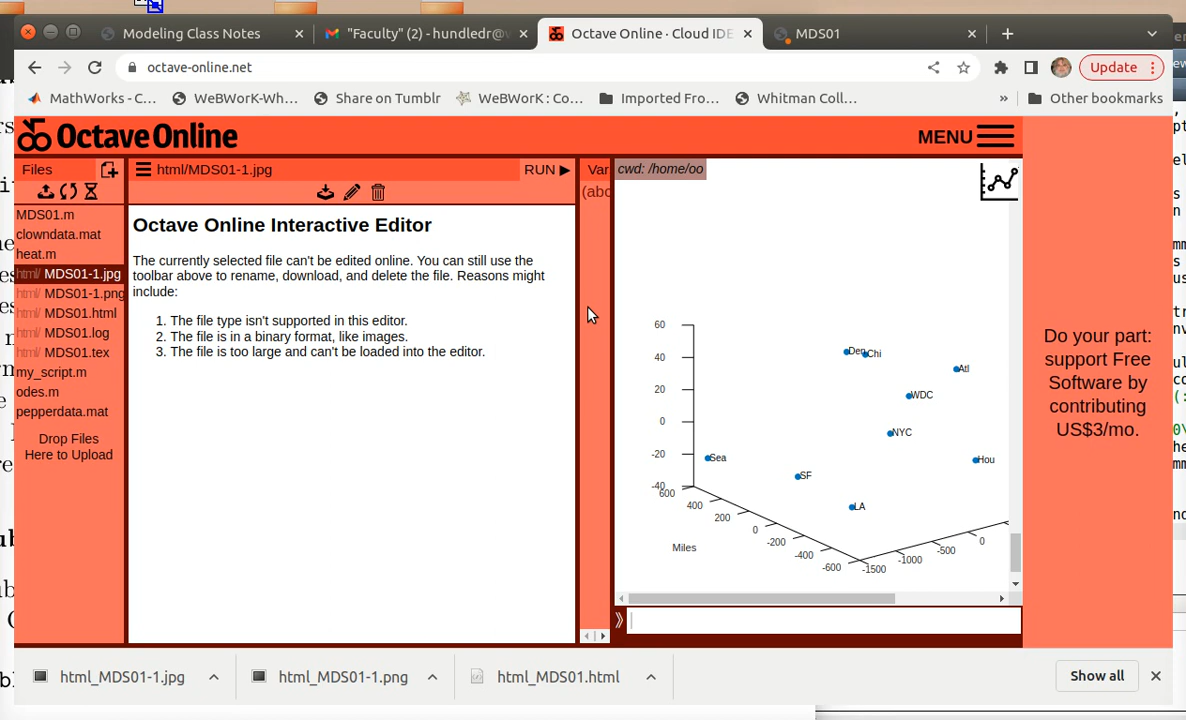 Modeling Class Notes
"Faculty" (2) - hundledr@w
Octave Online · Cloud IDE
MDS01
octave-online.net
Update
MathWorks - C...
WeBWorK-Wh...
Share on Tumblr
WeBWorK : Co...
Imported Fro...
Whitman Coll...
»
Other bookmarks
Octave Online
MENU
Files
html/MDS01-1.jpg
RUN
Var
cwd: /home/oo
(abc
MDS01.m
clowndata.mat
heat.m
html/ MDS01-1.jpg
html/ MDS01-1.png
html/ MDS01.html
html/ MDS01.log
html/ MDS01.tex
my_script.m
odes.m
pepperdata.mat
Drop Files
Here to Upload
Octave Online Interactive Editor
The currently selected file can't be edited online. You can still use the
toolbar above to rename, download, and delete the file. Reasons might
include:
1. The file type isn't supported in this editor.
2. The file is in a binary format, like images.
3. The file is too large and can't be loaded into the editor.
60
40
20
0
-20
-40
600
400
200
0
-200
-400
-600
-1500
-1000
-500
0
Miles
Den
Chi
Atl
WDC
NYC
Sea
SF
Hou
LA
Do your part:
support Free
Software by
contributing
US$3/mo.
html_MDS01-1.jpg
html_MDS01-1.png
html_MDS01.html
Show all